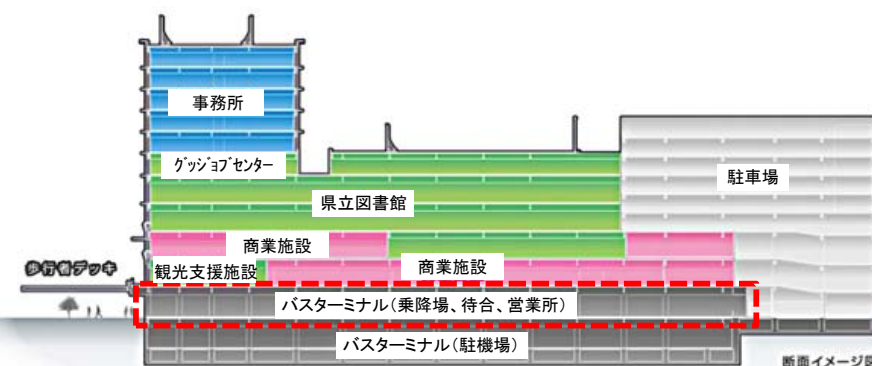 事務所
グッジョブセンター
駐車場
県立図書館
商業施設
歩行者デッキ
観光支援施設
商業施設
バスターミナル(乗降場、待合、営業所)
バスターミナル(駐機場)
断面イメージ図